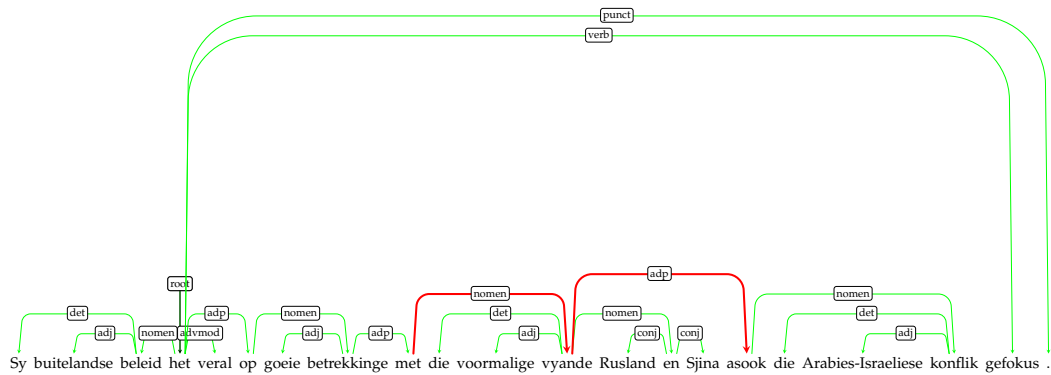 punct
verb
adp
root
nomen
det adp nomen det nomen nomen det
adj nomen advmod adj adp adj conj conj adj
Sy buitelandse beleid het veral op goeie betrekkinge met die voormalige vyande Rusland en Sjina asook die Arabies-Israeliese konflik gefokus .